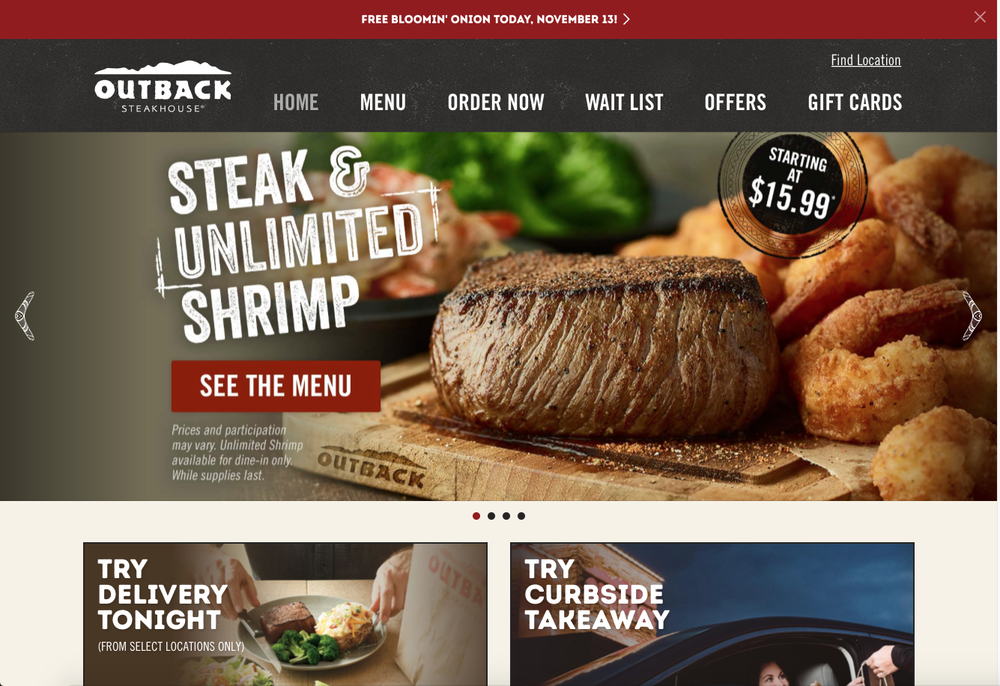 FREE BLOOMIN' ONION TODAY, NOVEMBER 13!
Find Location
OUTBACK
STEAKHOUSE®
HOME
MENU
ORDER NOW
WAIT LIST
OFFERS
GIFT CARDS
STEAK &
UNLIMITED
SHRIMP
STARTING
AT
$15.99*
SEE THE MENU
Prices and participation
may vary. Unlimited Shrimp
available for dine-in only.
While supplies last.
OUTBACK
TRY
DELIVERY
TONIGHT
(FROM SELECT LOCATIONS ONLY)
OUTBACK
TRY
CURBSIDE
TAKEAWAY